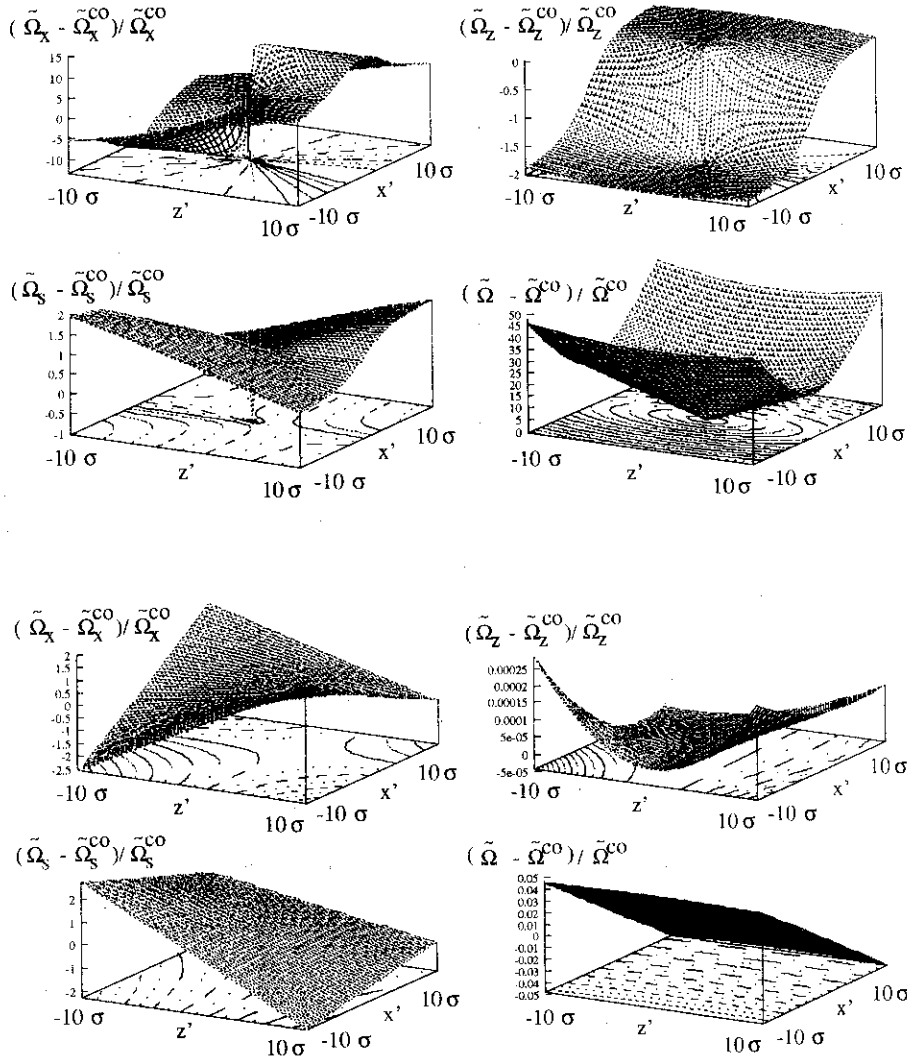 ( Ω̃x - Ω̃x^co )/ Ω̃x^co
15
10
5
0
-5
-10
-10 σ
z'
10 σ
-10 σ
x'
10 σ
( Ω̃z - Ω̃z^co )/ Ω̃z^co
0
-0.5
-1
-1.5
-2
-10 σ
z'
10 σ
-10 σ
x'
10 σ
( Ω̃s - Ω̃s^co )/ Ω̃s^co
2
1.5
1
0.5
0
-0.5
-1
-10 σ
z'
10 σ
-10 σ
x'
10 σ
( Ω̃ - Ω̃^co )/ Ω̃^co
50
45
40
35
30
25
20
15
10
5
0
-10 σ
z'
10 σ
-10 σ
x'
10 σ
( Ω̃x - Ω̃x^co )/ Ω̃x^co
2
1.5
1
0.5
0
-0.5
-1
-1.5
-2
-2.5
-10 σ
z'
10 σ
-10 σ
x'
10 σ
( Ω̃z - Ω̃z^co )/ Ω̃z^co
0.00025
0.0002
0.00015
0.0001
5e-05
0
-5e-05
-10 σ
z'
10 σ
-10 σ
x'
10 σ
( Ω̃s - Ω̃s^co )/ Ω̃s^co
2
1
0
-1
-2
-10 σ
z'
10 σ
-10 σ
x'
10 σ
( Ω̃ - Ω̃^co )/ Ω̃^co
0.05
0.04
0.03
0.02
0.01
0
-0.01
-0.02
-0.03
-0.04
-0.05
-10 σ
z'
10 σ
-10 σ
x'
10 σ